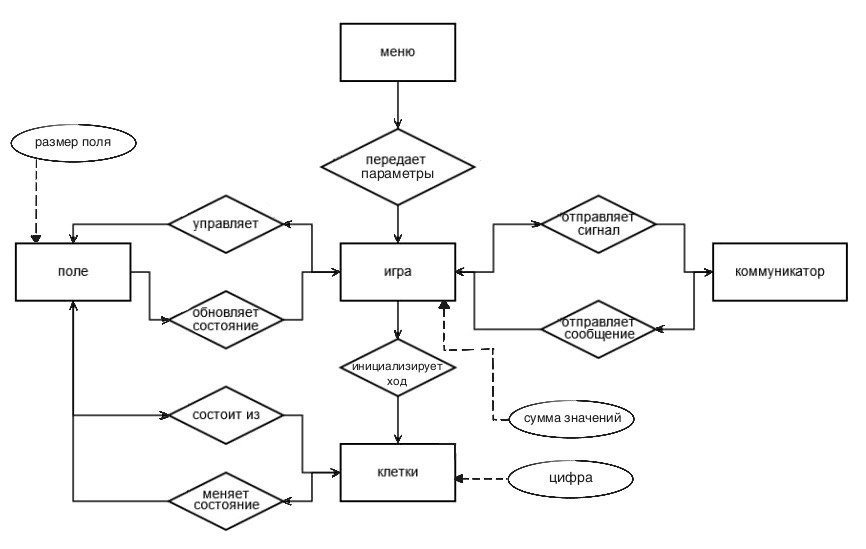 меню
размер поля
передает
параметры
управляет
отправляет
сигнал
поле
игра
коммуникатор
обновляет
состояние
отправляет
сообщение
инициализирует
ход
состоит из
сумма значений
клетки
цифра
меняет
состояние